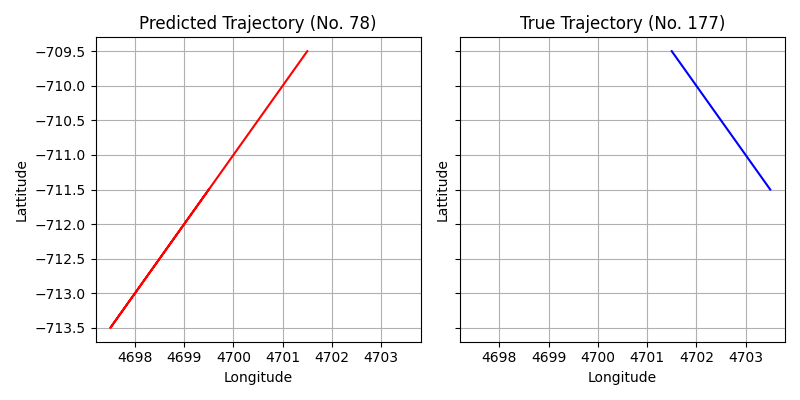 Predicted Trajectory (No. 78)
True Trajectory (No. 177)
Lattitude
−709.5
−710.0
−710.5
−711.0
−711.5
−712.0
−712.5
−713.0
−713.5
4698 4699 4700 4701 4702 4703
Longitude
Lattitude
4698 4699 4700 4701 4702 4703
Longitude